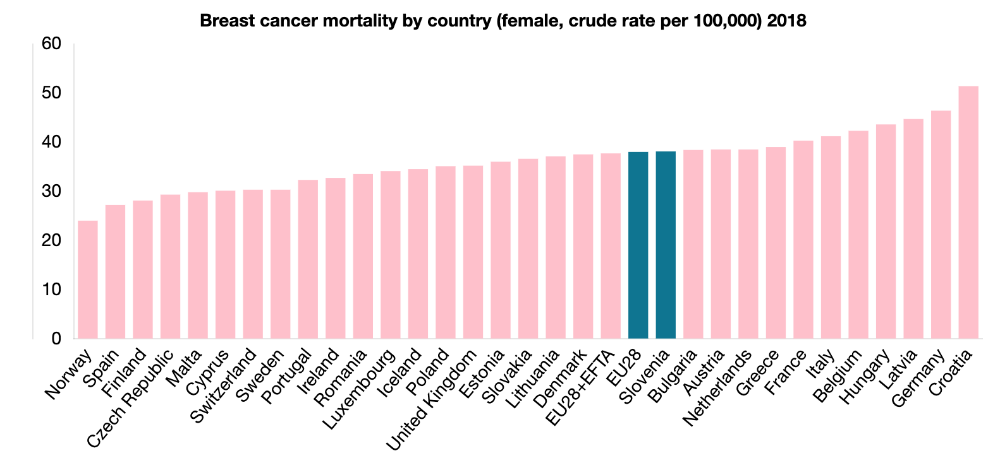 Breast cancer mortality by country (female, crude rate per 100,000) 2018
60
50
40
30
20
10
0
Norway
Spain
Finland
Czech Republic
Malta
Cyprus
Switzerland
Sweden
Portugal
Ireland
Romania
Luxembourg
Iceland
Poland
United Kingdom
Estonia
Slovakia
Lithuania
Denmark
EU28+EFTA
EU28
Slovenia
Bulgaria
Austria
Netherlands
Greece
France
Italy
Belgium
Hungary
Latvia
Germany
Croatia